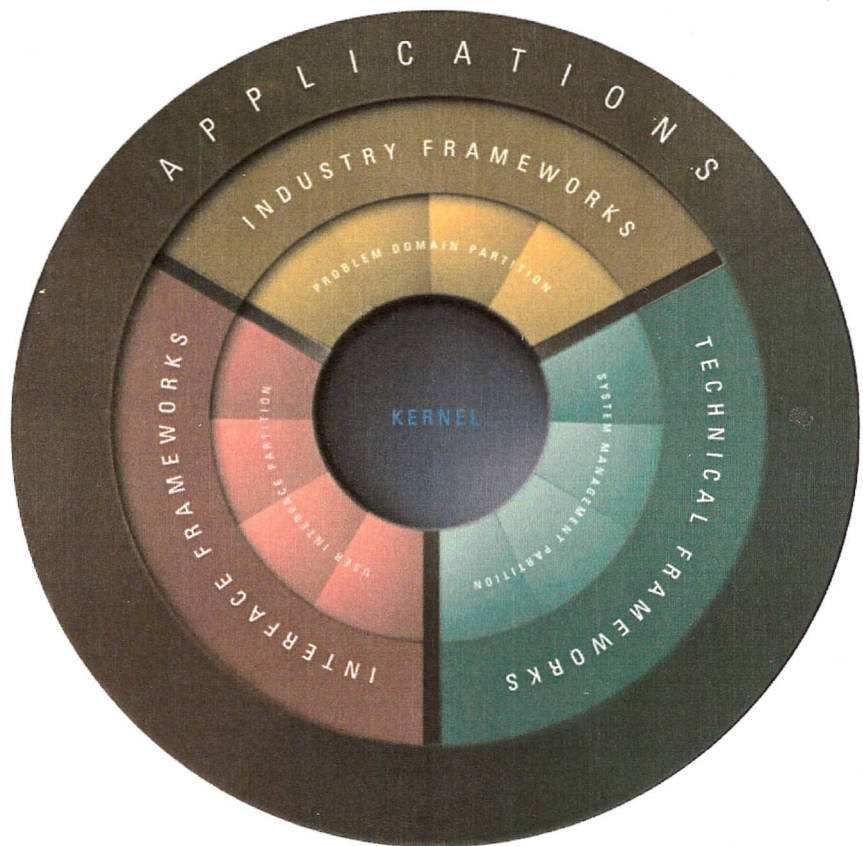 APPLICATIONS
INDUSTRY FRAMEWORKS
PROBLEM DOMAIN PARTITION
TECHNICAL FRAMEWORKS
SYSTEM MANAGEMENT PARTITION
INTERFACE FRAMEWORKS
USER INTERFACE PARTITION
KERNEL